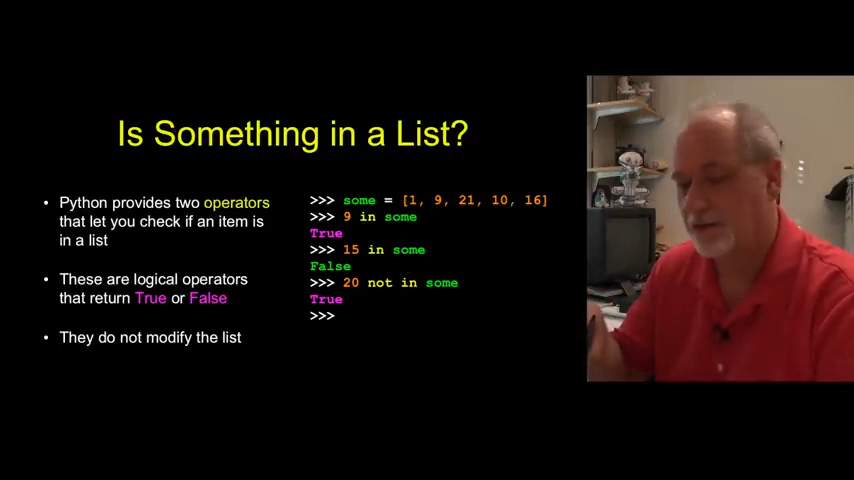 Is Something in a List?
• Python provides two operators
that let you check if an item is
in a list
• These are logical operators
that return True or False
• They do not modify the list
>>> some = [1, 9, 21, 10, 16]
>>> 9 in some
True
>>> 15 in some
False
>>> 20 not in some
True
>>>